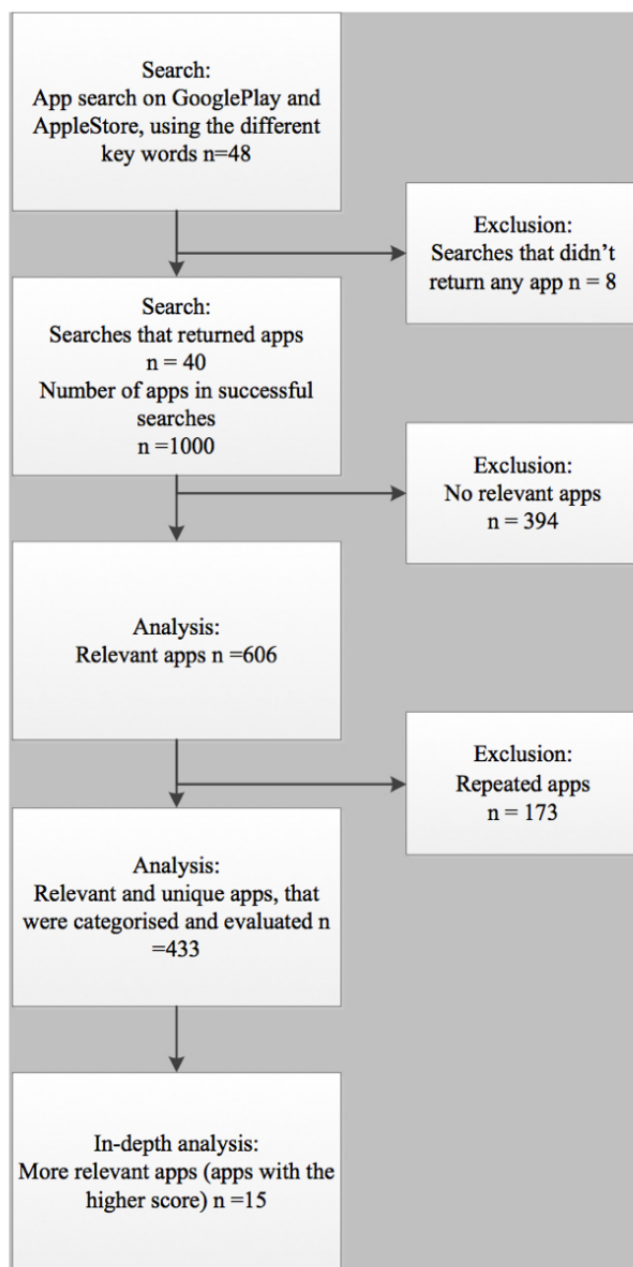 Search:
App search on GooglePlay and
AppleStore, using the different
key words n=48
Exclusion:
Searches that didn’t
return any app n = 8
Search:
Searches that returned apps
n = 40
Number of apps in successful
searches
n =1000
Exclusion:
No relevant apps
n = 394
Analysis:
Relevant apps n =606
Exclusion:
Repeated apps
n = 173
Analysis:
Relevant and unique apps, that
were categorised and evaluated n
=433
In-depth analysis:
More relevant apps (apps with the
higher score) n =15